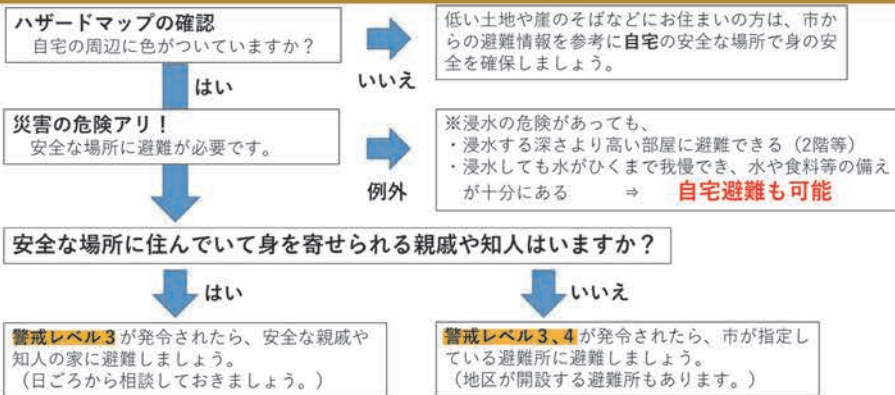 ハザードマップの確認
自宅の周辺に色がついていますか？
はい
いいえ
低い土地や崖のそばなどにお住まいの方は、市か
らの避難情報を参考に自宅の安全な場所で身の安
全を確保しましょう。
災害の危険アリ！
安全な場所に避難が必要です。
例外
※浸水の危険があっても、
・浸水する深さより高い部屋に避難できる（2階等）
・浸水しても水がひくまで我慢でき、水や食料等の備え
が十分にある ⇒ 自宅避難も可能
安全な場所に住んでいて身を寄せられる親戚や知人はいますか？
はい
いいえ
警戒レベル3が発令されたら、安全な親戚や
知人の家に避難しましょう。
（日ごろから相談しておきましょう。）
警戒レベル3、4が発令されたら、市が指定し
ている避難所に避難しましょう。
（地区が開設する避難所もあります。）